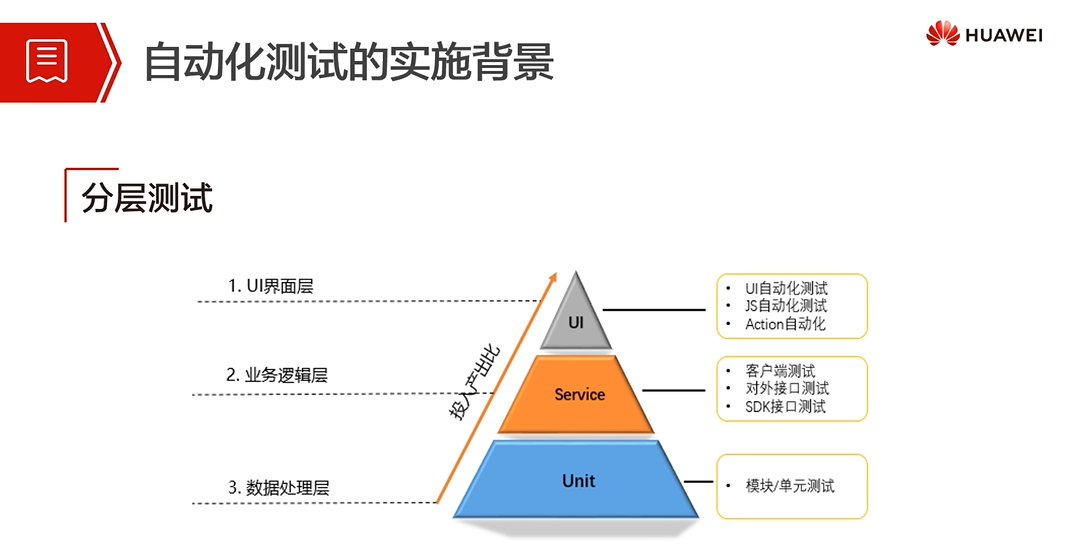 自动化测试的实施背景
HUAWEI
分层测试
1. UI界面层
2. 业务逻辑层
3. 数据处理层
投入产出比
UI
Service
Unit
• UI自动化测试
• JS自动化测试
• Action自动化
• 客户端测试
• 对外接口测试
• SDK接口测试
• 模块/单元测试